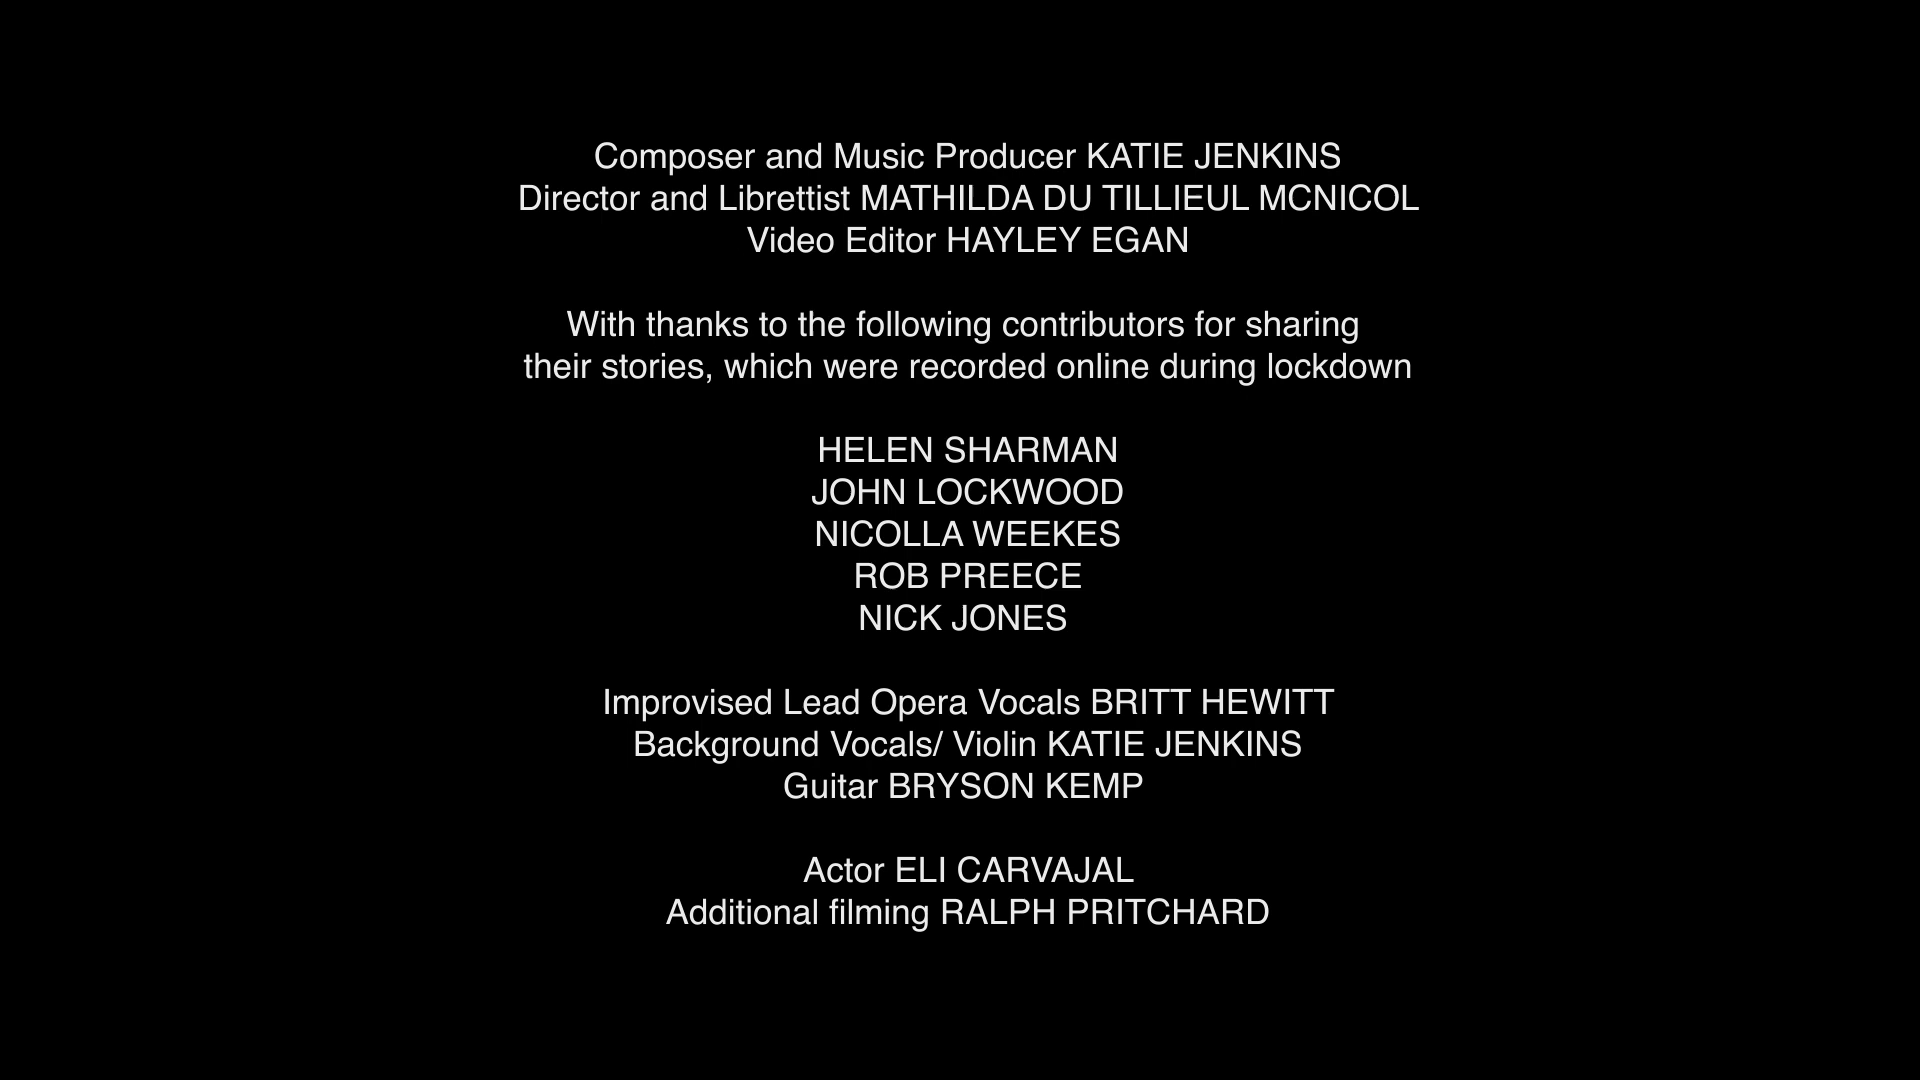 Composer and Music Producer KATIE JENKINS
Director and Librettist MATHILDA DU TILLIEUL MCNICOL
Video Editor HAYLEY EGAN
With thanks to the following contributors for sharing
their stories, which were recorded online during lockdown
HELEN SHARMAN
JOHN LOCKWOOD
NICOLLA WEEKES
ROB PREECE
NICK JONES
Improvised Lead Opera Vocals BRITT HEWITT
Background Vocals/ Violin KATIE JENKINS
Guitar BRYSON KEMP
Actor ELI CARVAJAL
Additional filming RALPH PRITCHARD